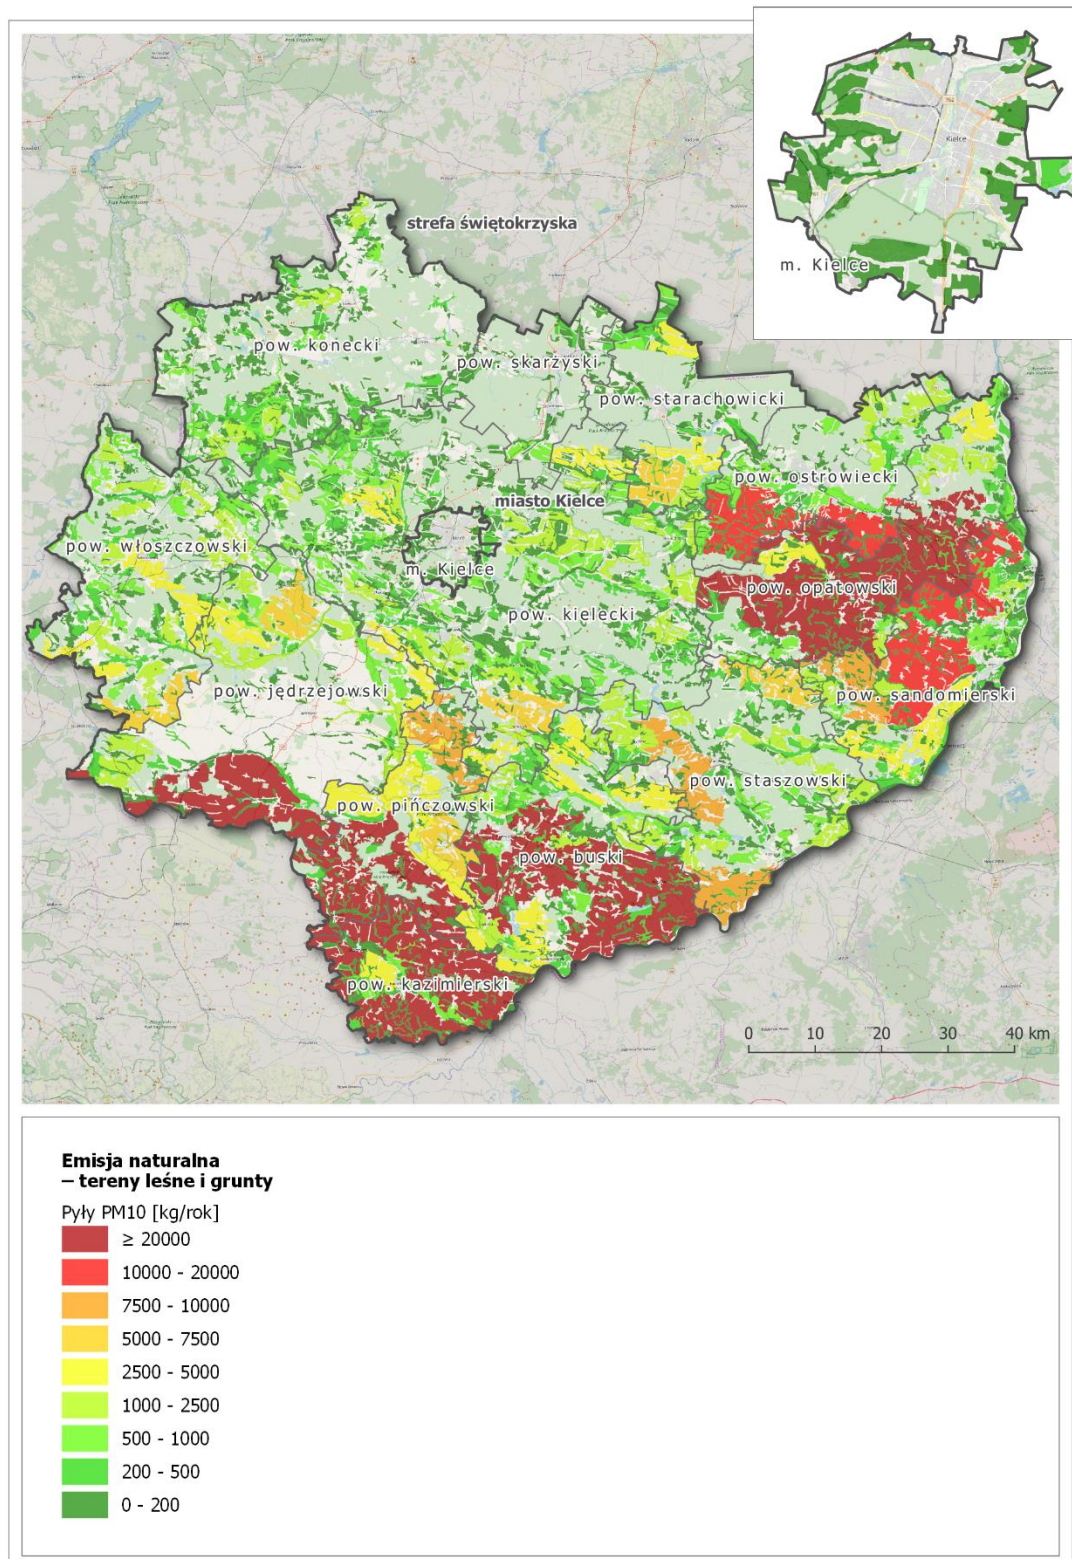 Kielce
m. Kielce
strefa świętokrzyska
pow. konecki
pow. skarżyski
pow. starachowicki
pow. ostrowiecki
miasto Kielce
pow. włoszczowski
m. Kielce
pow. opatowski
pow. kielecki
pow. jędrzejowski
pow. sandomierski
pow. staszowski
pow. pińczowski
pow. buski
pow. kazimierski
0 10 20 30 40 km
Emisja naturalna
– tereny leśne i grunty
Pyły PM10 [kg/rok]
≥ 20000
10000 - 20000
7500 - 10000
5000 - 7500
2500 - 5000
1000 - 2500
500 - 1000
200 - 500
0 - 200